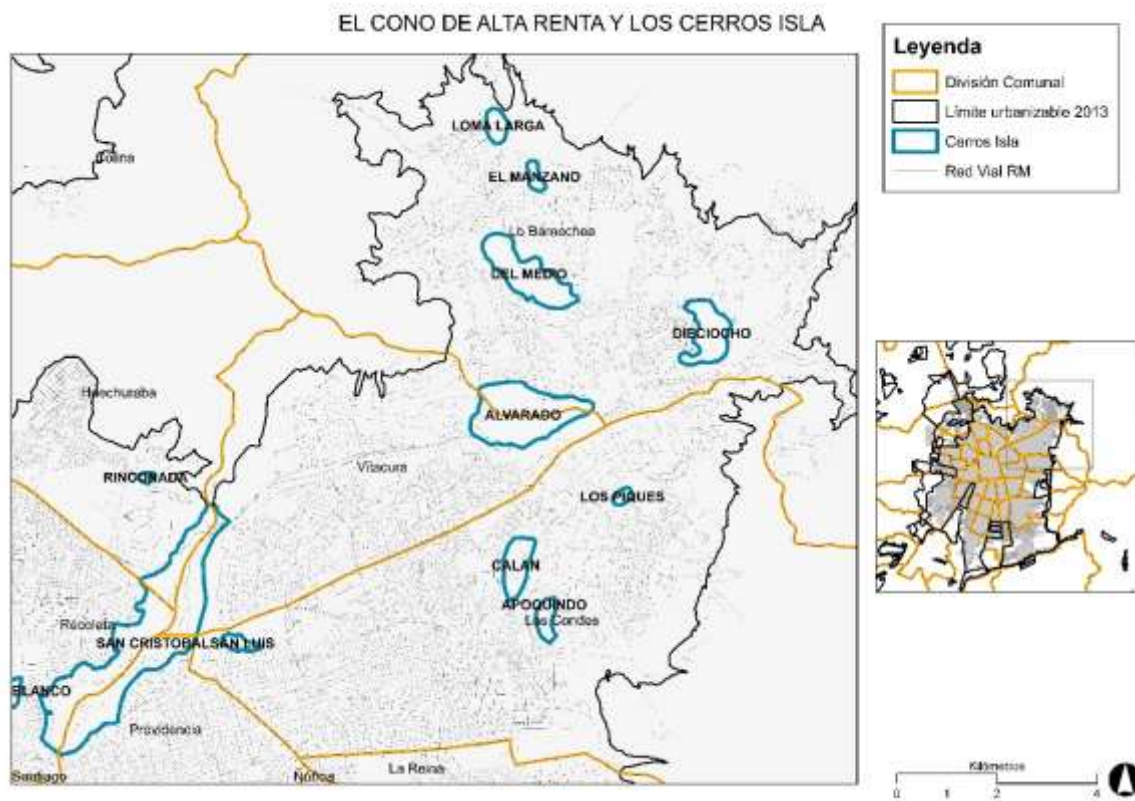 EL CONO DE ALTA RENTA Y LOS CERROS ISLA
Leyenda
División Comunal
Límite urbanizable 2013
Cerros Isla
Red Vial RM
LOMA LARGA
Colina
EL MANZANO
Lo Barnechea
DEL MEDIO
DIECIOCHO
Huechuraba
ALVARADO
Vitacura
RINCONADA
LOS PIQUES
CALAN
APOQUINDO
Las Condes
Recoleta
SAN CRISTOBAL
SAN LUIS
BLANCO
Providencia
La Reina
Santiago
Ñuñoa
Kilómetros
0 1 2 4